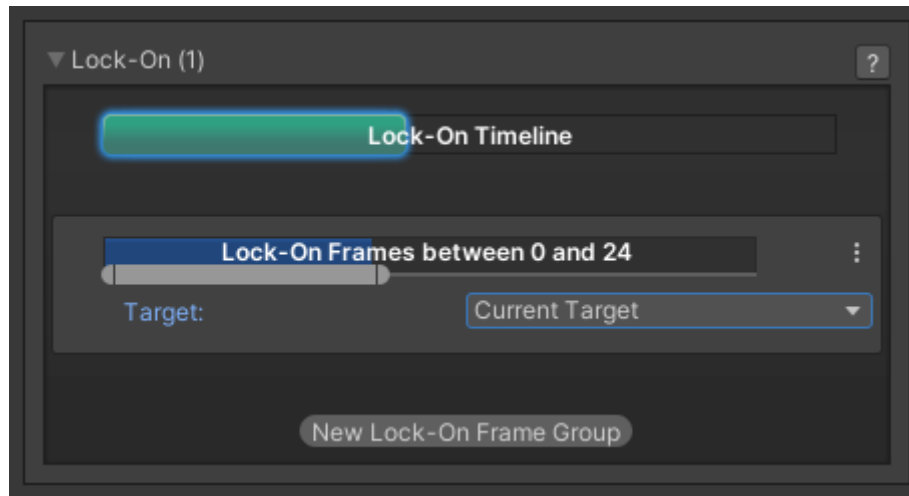 Lock-On (1)
?
Lock-On Timeline
Lock-On Frames between 0 and 24
Target:
Current Target
New Lock-On Frame Group